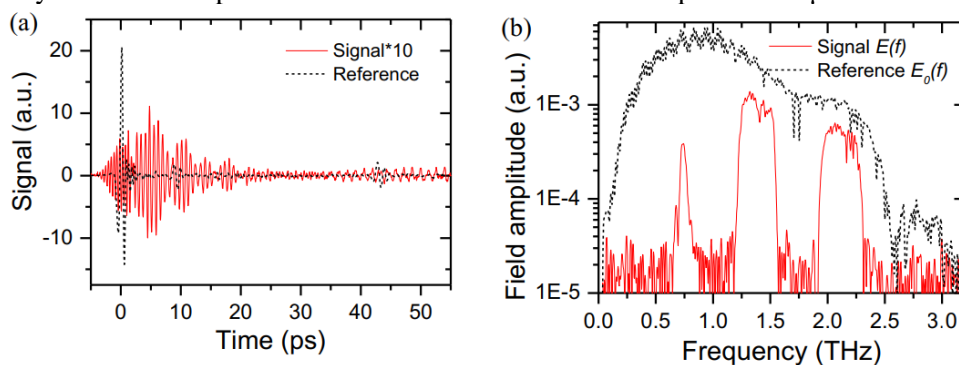 (a)
Signal*10
Reference
Signal (a.u.)
20
10
0
-10
0 10 20 30 40 50
Time (ps)
(b)
Signal E(f)
Reference E₀(f)
Field amplitude (a.u.)
1E-3
1E-4
1E-5
0.0 0.5 1.0 1.5 2.0 2.5 3.0
Frequency (THz)